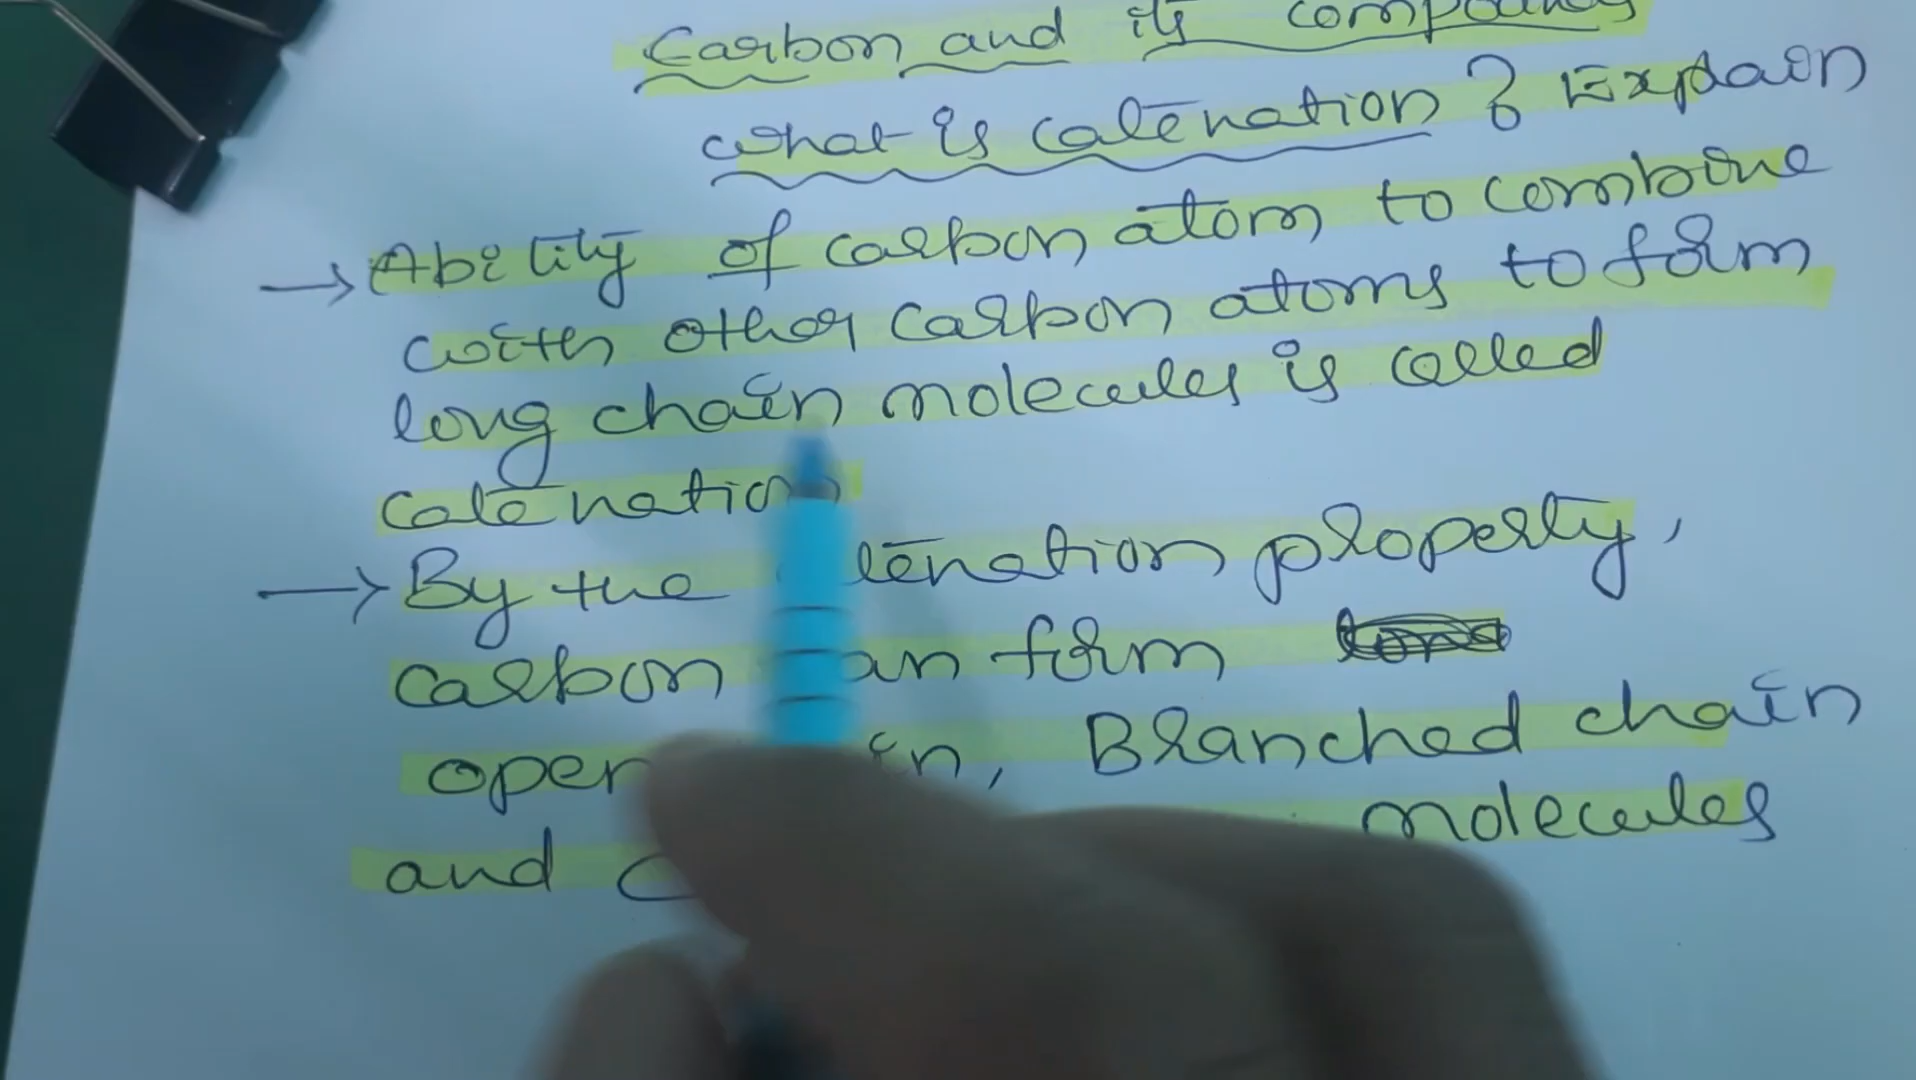 Carbon and its compounds
What is catenation? Explain
→ Ability of carbon atom to combine
with other carbon atoms to form
long chain molecules is called
catenation
→ By the property,
carbon form
Branched chain
and molecules